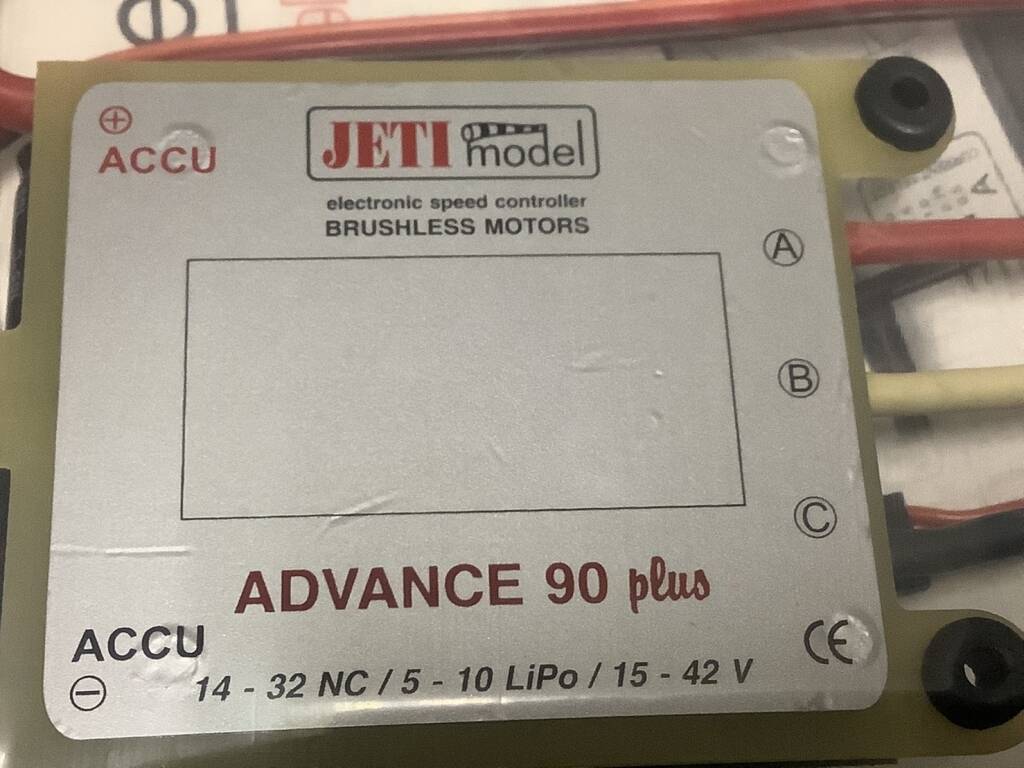 ⊕
ACCU
JETI model
electronic speed controller
BRUSHLESS MOTORS
Ⓐ
Ⓑ
Ⓒ
ADVANCE 90 plus
ACCU
⊖
CE
14 - 32 NC / 5 - 10 LiPo / 15 - 42 V